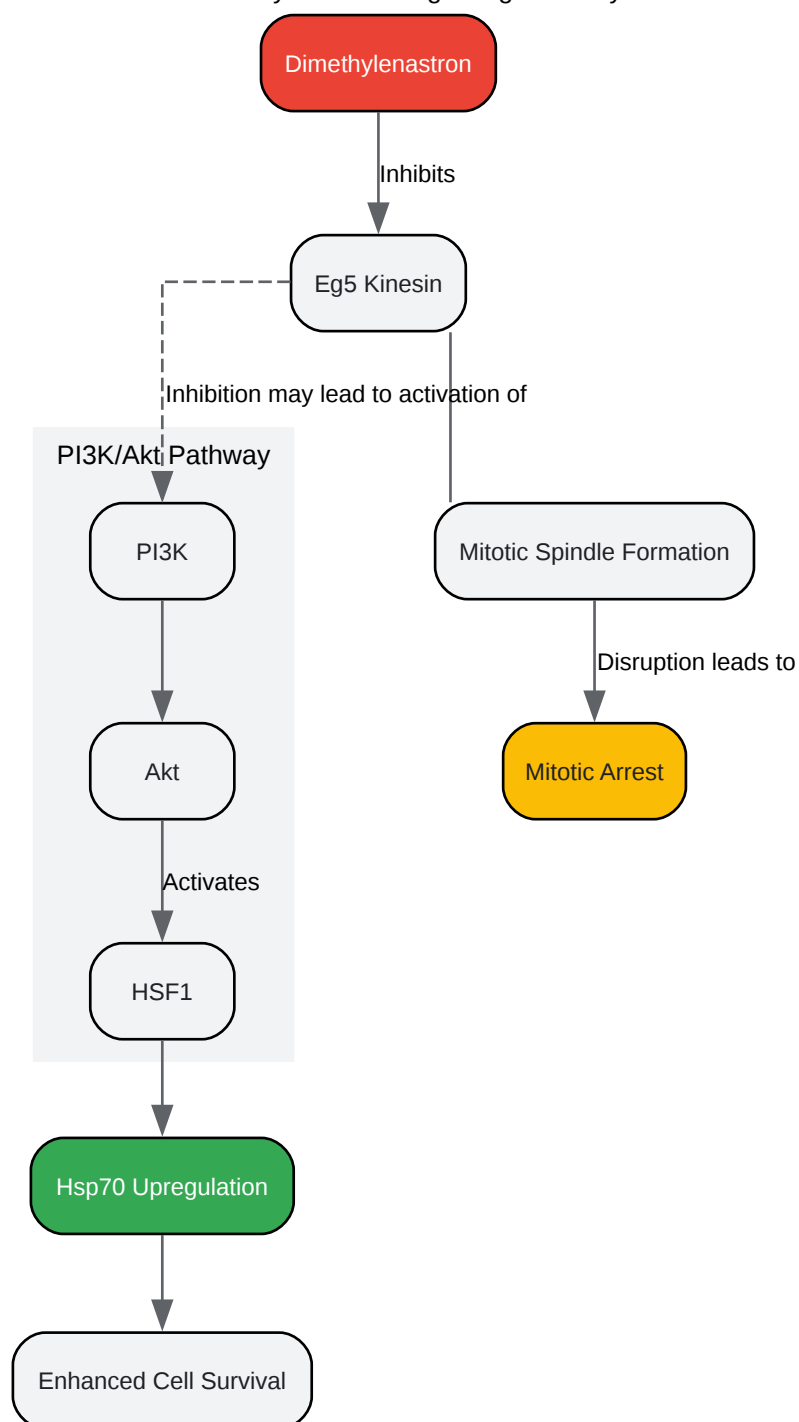 Dimethylenastron
Inhibits
Eg5 Kinesin
Inhibition may lead to activation of
PI3K/Akt Pathway
PI3K
Mitotic Spindle Formation
Disruption leads to
Akt
Mitotic Arrest
Activates
HSF1
Hsp70 Upregulation
Enhanced Cell Survival